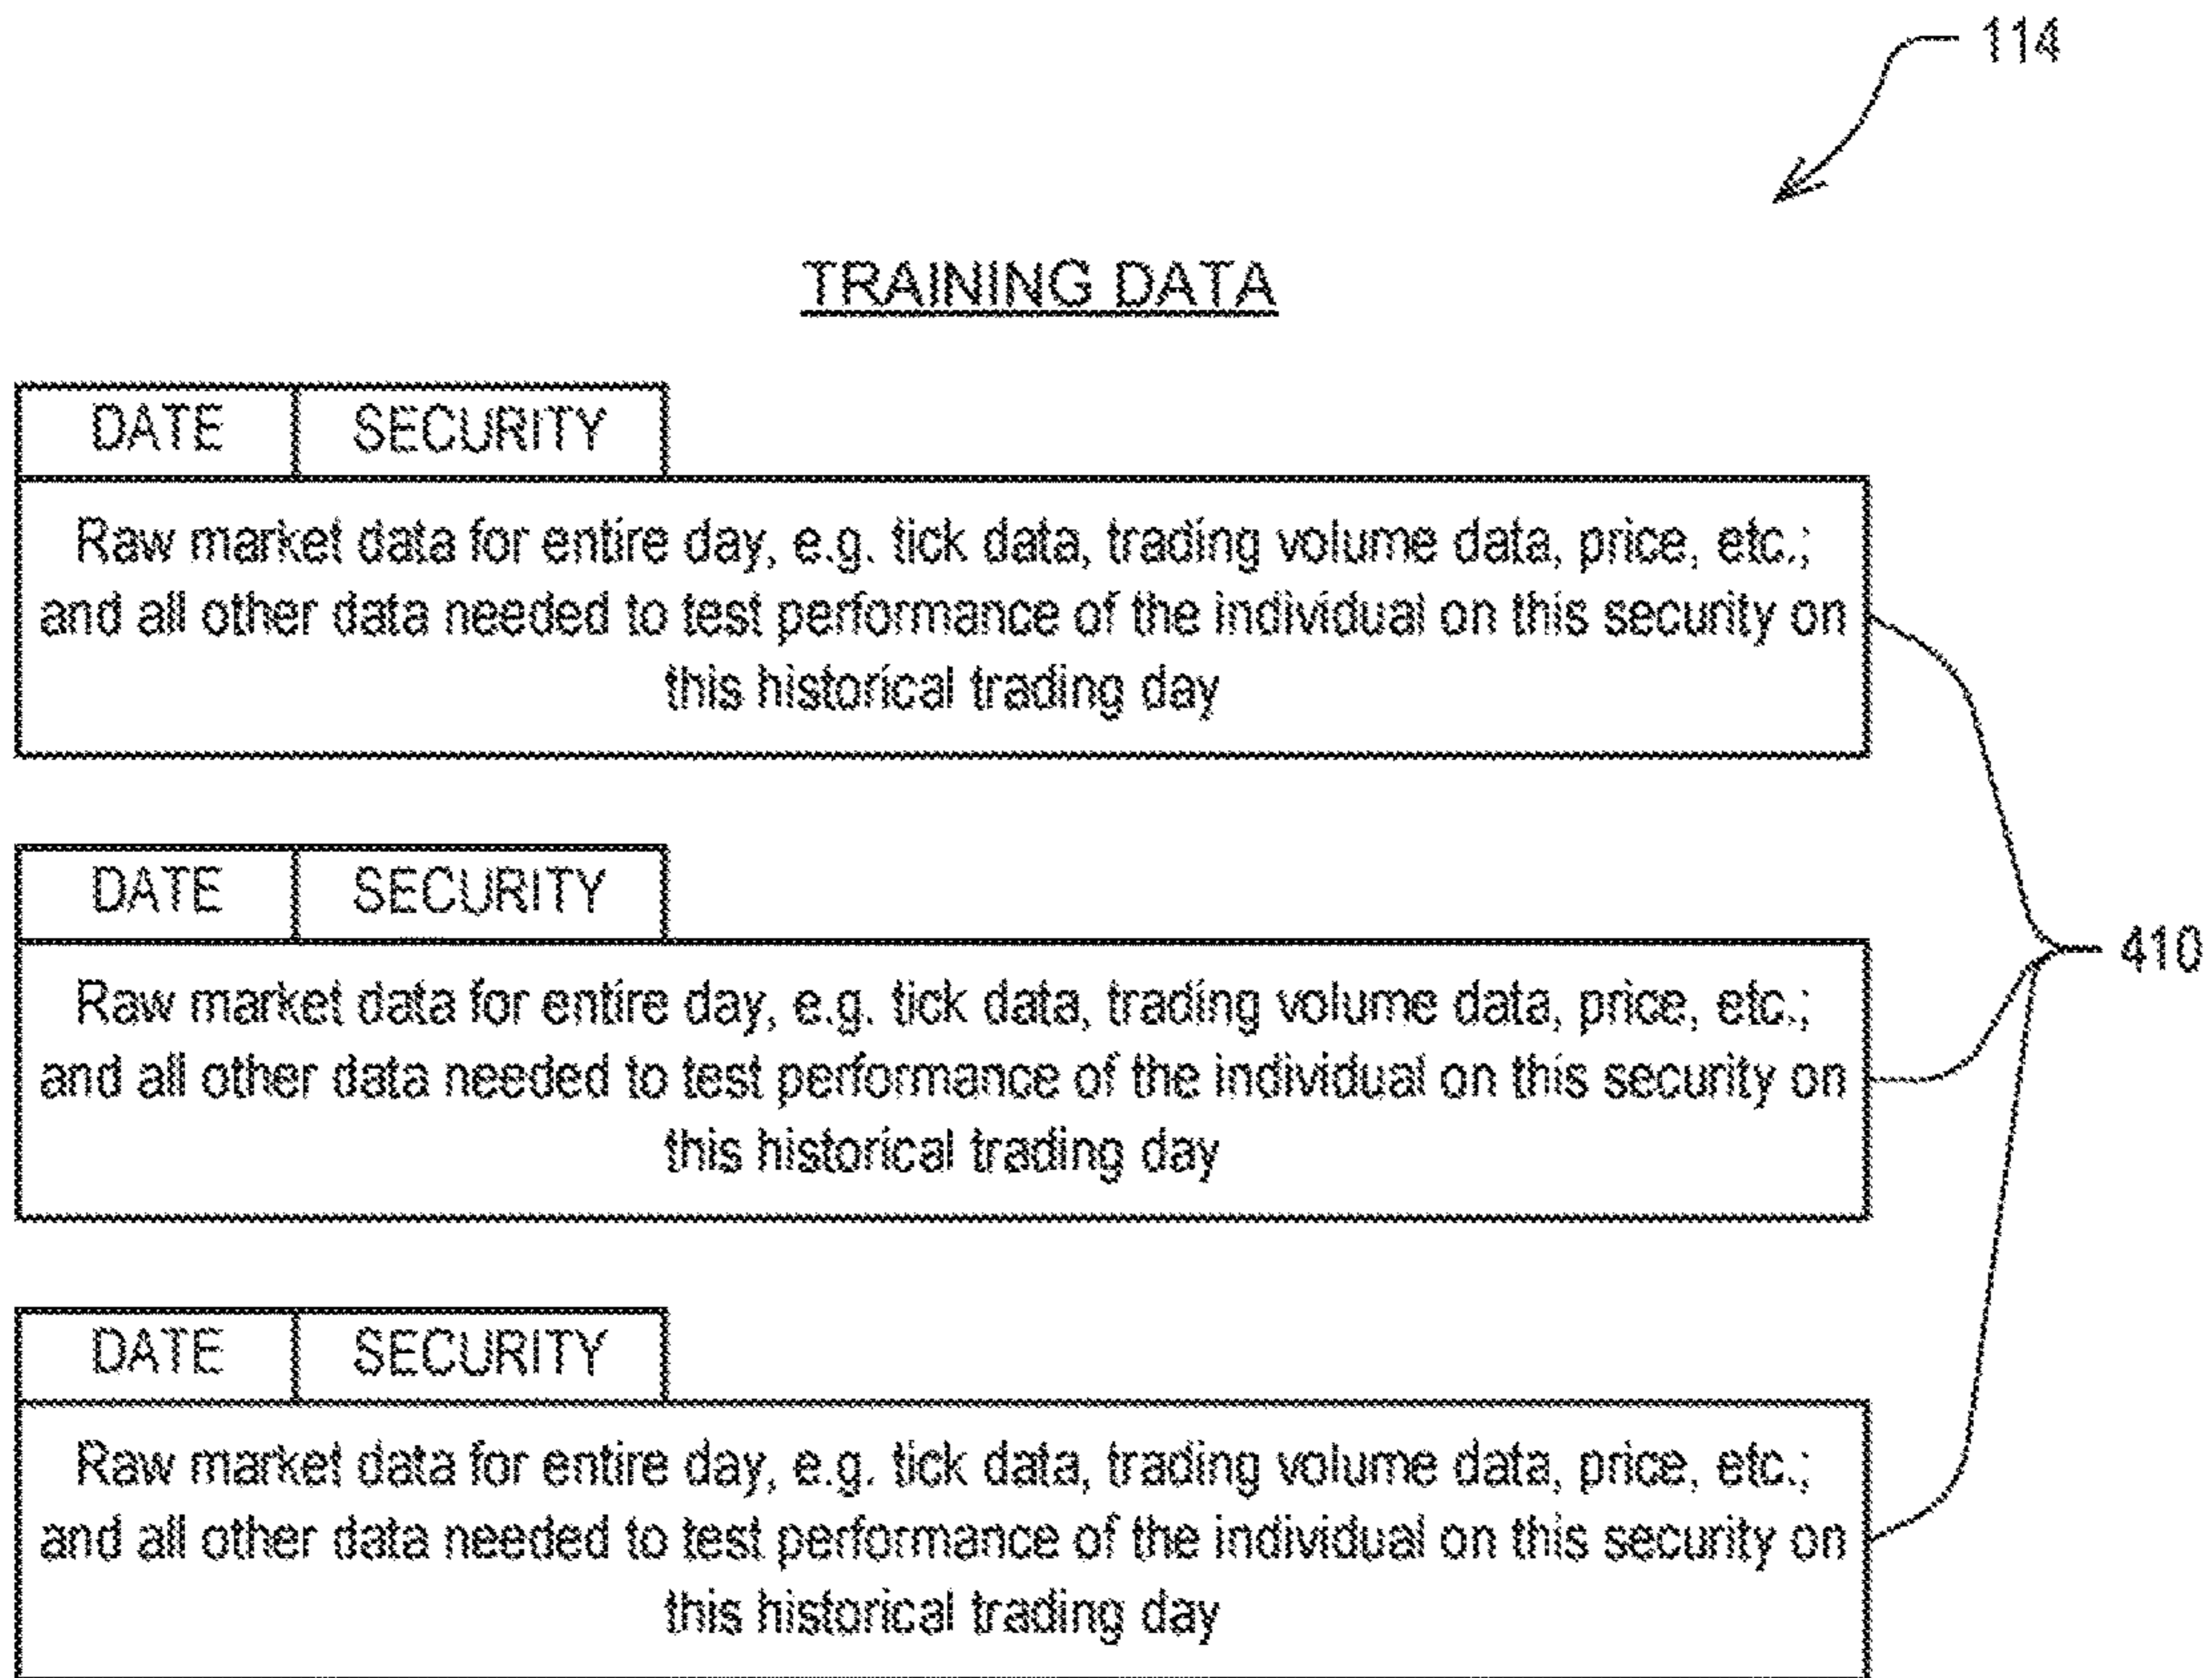 114
TRAINING DATA
DATE SECURITY
Raw market data for entire day, e.g. tick data, trading volume data, price, etc.;
and all other data needed to test performance of the individual on this security on
this historical trading day
DATE SECURITY
410
Raw market data for entire day, e.g. tick data, trading volume data, price, etc.;
and all other data needed to test performance of the individual on this security on
this historical trading day
DATE SECURITY
Raw market data for entire day, e.g. tick data, trading volume data, price, etc.;
and all other data needed to test performance of the individual on this security on
this historical trading day